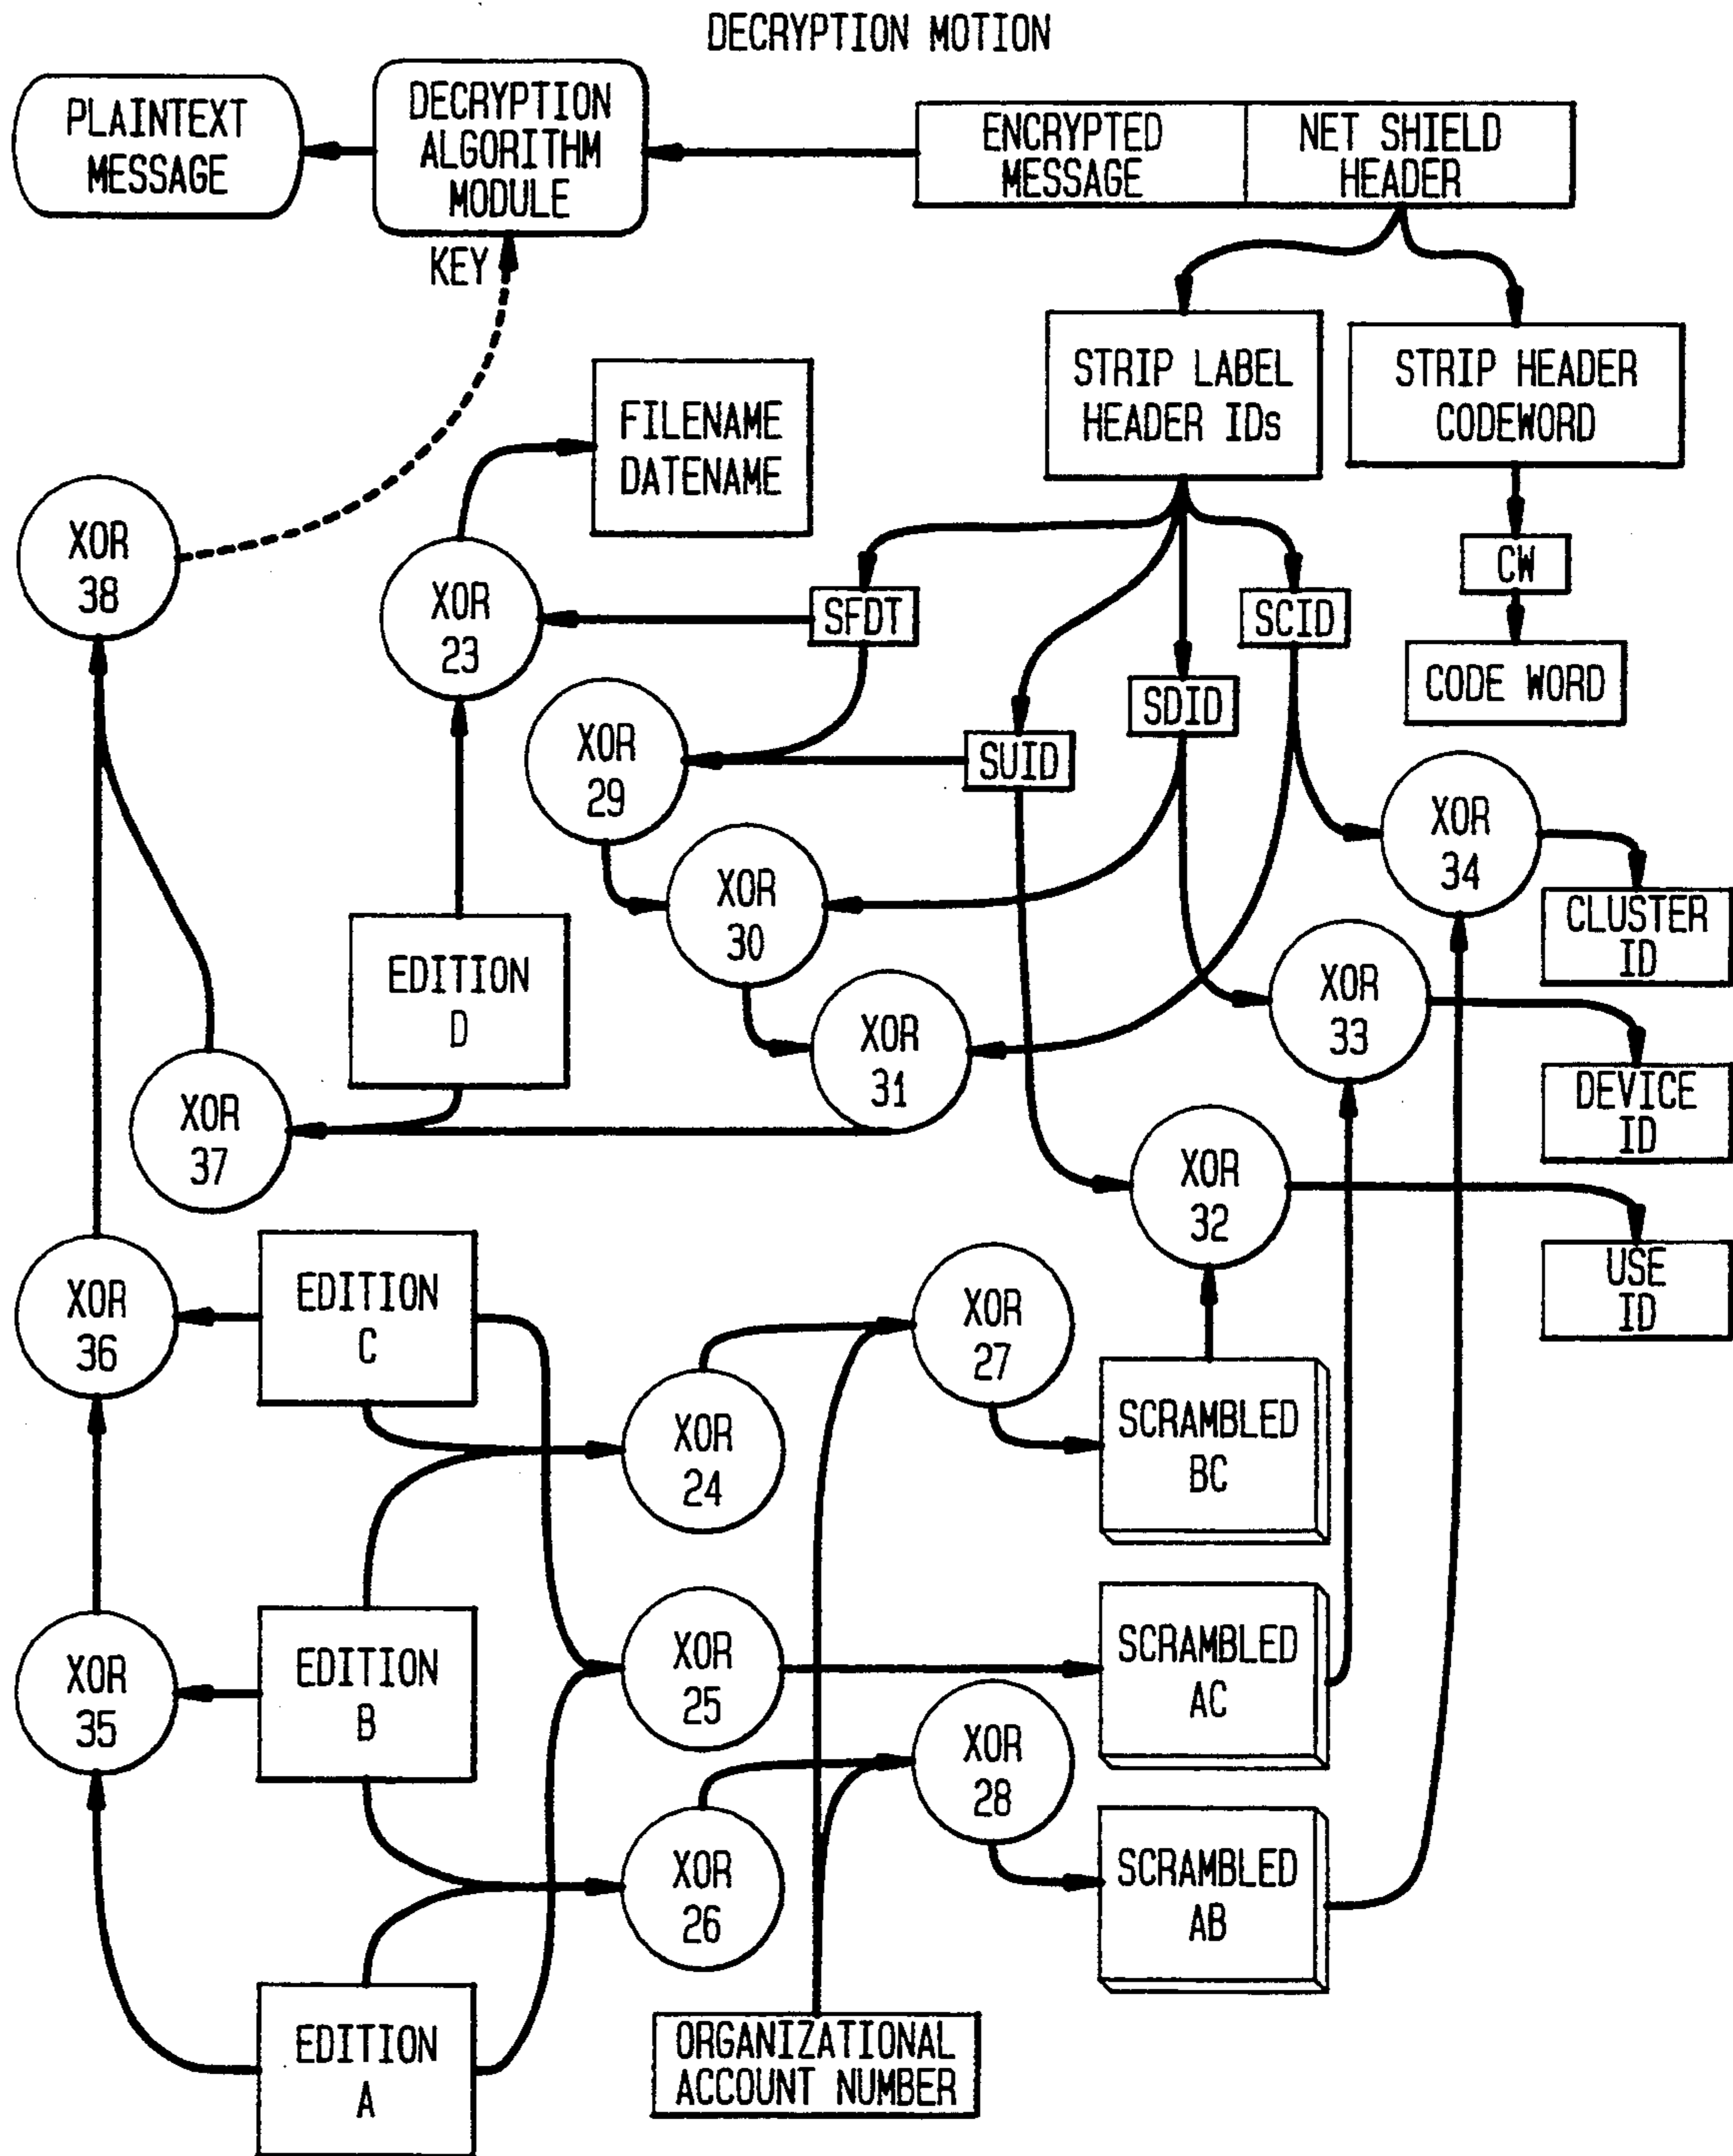 DECRYPTION MOTION
PLAINTEXT
MESSAGE
DECRYPTION
ALGORITHM
MODULE
ENCRYPTED
MESSAGE
NET SHIELD
HEADER
KEY
STRIP LABEL
HEADER IDs
STRIP HEADER
CODEWORD
FILENAME
DATENAME
XOR
38
XOR
23
SFDT
SCID
CW
CODE WORD
SDID
XOR
29
SUID
XOR
34
XOR
30
CLUSTER
ID
EDITION
D
XOR
33
XOR
31
DEVICE
ID
XOR
37
XOR
32
USE
ID
XOR
36
EDITION
C
XOR
27
XOR
24
SCRAMBLED
BC
XOR
35
EDITION
B
XOR
25
SCRAMBLED
AC
XOR
28
XOR
26
SCRAMBLED
AB
EDITION
A
ORGANIZATIONAL
ACCOUNT NUMBER